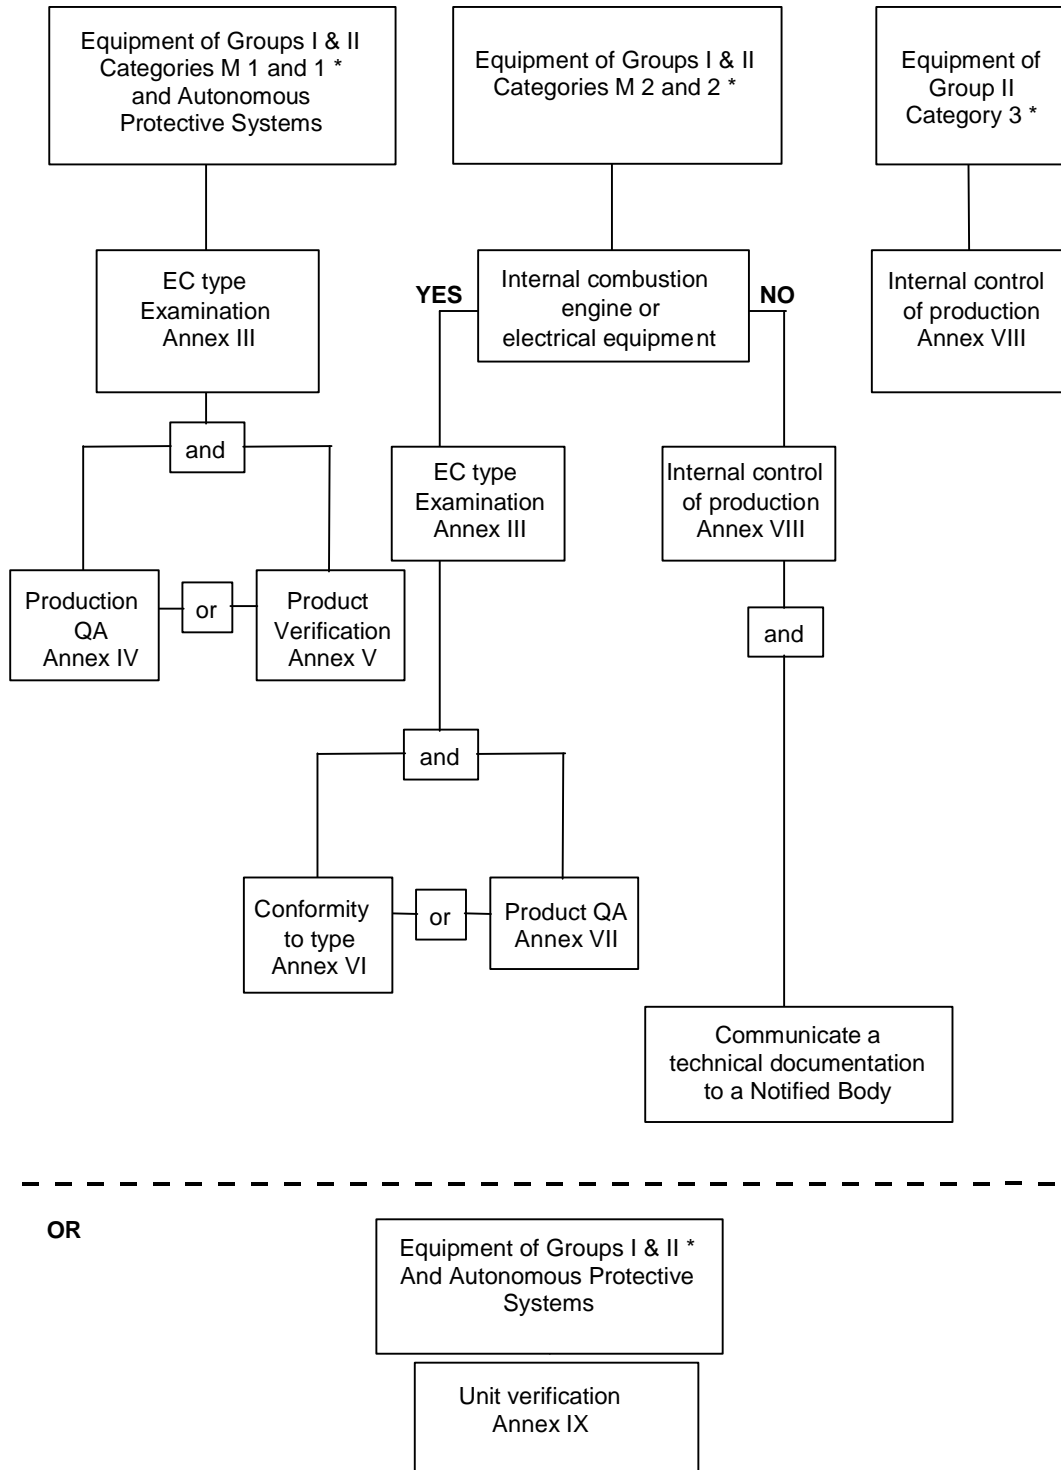 Equipment of Groups I & II
Categories M 1 and 1 *
and Autonomous
Protective Systems
Equipment of Groups I & II
Categories M 2 and 2 *
Equipment of
Group II
Category 3 *
EC type
Examination
Annex III
YES
Internal combustion
engine or
electrical equipment
NO
Internal control
of production
Annex VIII
and
EC type
Examination
Annex III
Internal control
of production
Annex VIII
Production
QA
Annex IV
or
Product
Verification
Annex V
and
and
Conformity
to type
Annex VI
or
Product QA
Annex VII
Communicate a
technical documentation
to a Notified Body
OR
Equipment of Groups I & II *
And Autonomous Protective
Systems
Unit verification
Annex IX